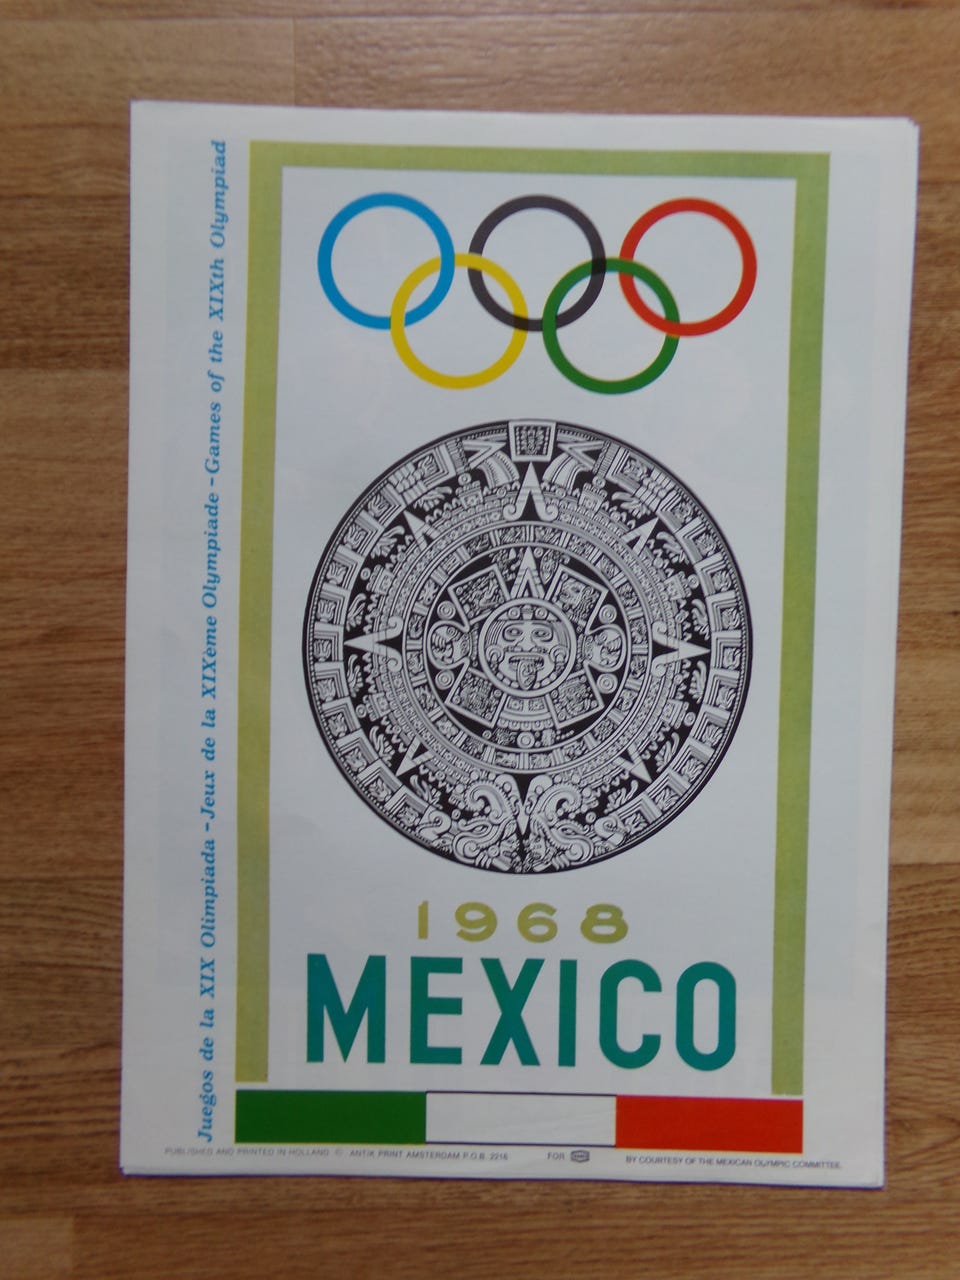 Juegos de la XIX Olimpiada - Jeux de la XIXème Olympiade - Games of the XIXth Olympiad
1968
MEXICO
PUBLISHED AND PRINTED IN HOLLAND © ANTIK PRINT AMSTERDAM P.O.B. 2216 FOR BY COURTESY OF THE MEXICAN OLYMPIC COMMITTEE.